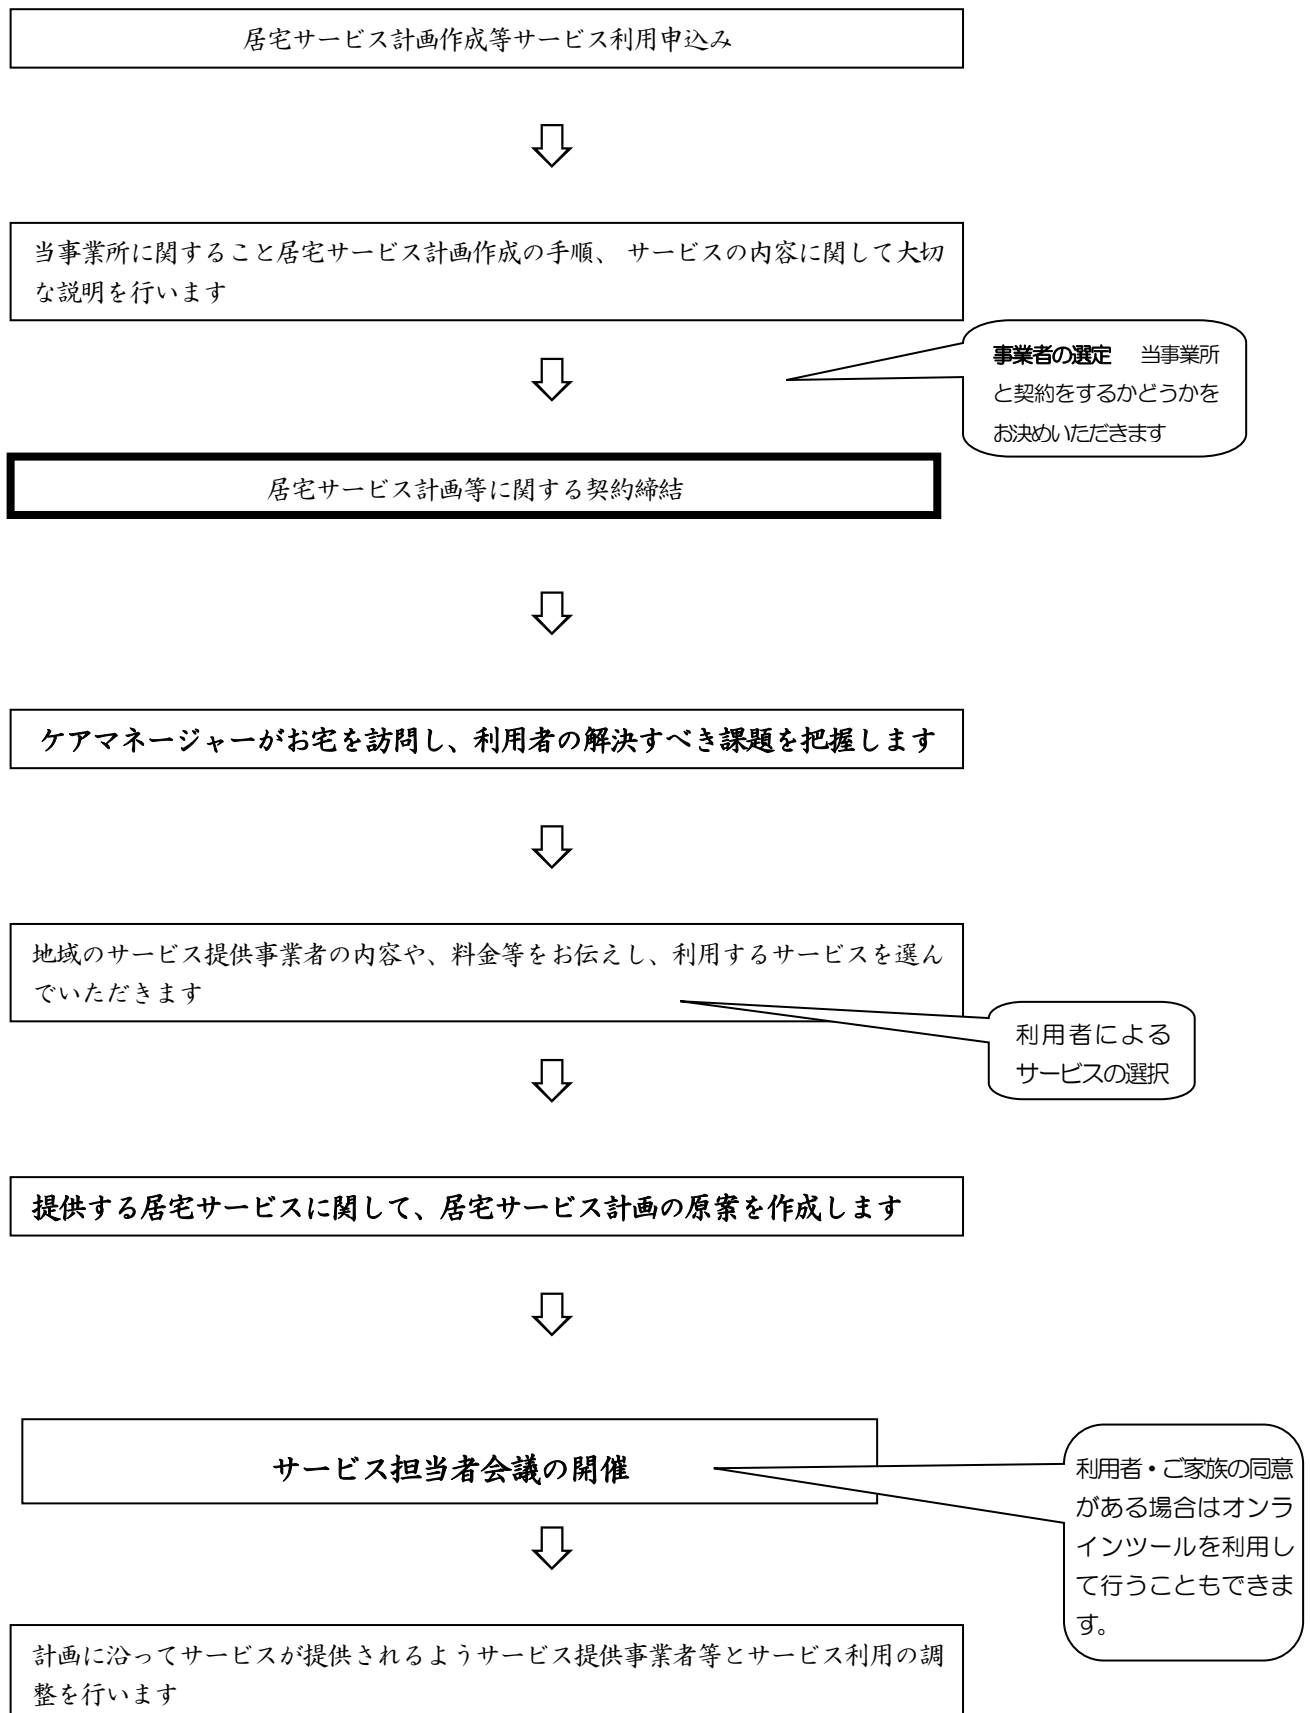 居宅サービス計画作成等サービス利用申込み
当事業所に関すること居宅サービス計画作成の手順、 サービスの内容に関して大切
な説明を行います
事業者の選定　当事業所
と契約をするかどうかを
お決めいただきます
居宅サービス計画等に関する契約締結
ケアマネージャーがお宅を訪問し、利用者の解決すべき課題を把握します
地域のサービス提供事業者の内容や、料金等をお伝えし、利用するサービスを選ん
でいただきます
利用者による
サービスの選択
提供する居宅サービスに関して、居宅サービス計画の原案を作成します
サービス担当者会議の開催
利用者・ご家族の同意
がある場合はオンラ
インツールを利用し
て行うこともできま
す。
計画に沿ってサービスが提供されるようサービス提供事業者等とサービス利用の調
整を行います